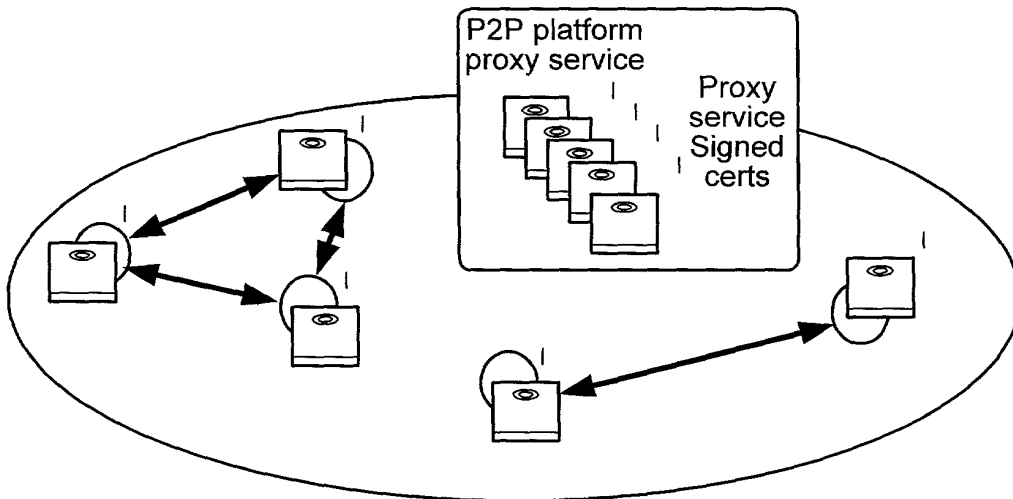 P2P platform
proxy service
Proxy
service
Signed
certs